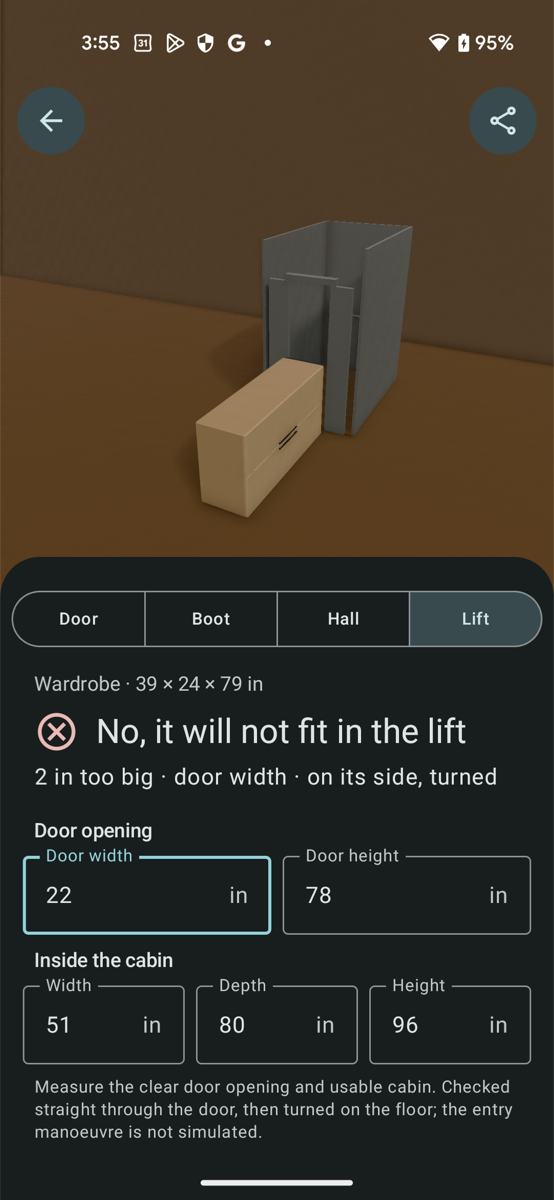 3:55 31 G 95%
Door Boot Hall Lift
Wardrobe · 39 × 24 × 79 in
No, it will not fit in the lift
2 in too big · door width · on its side, turned
Door opening
Door width Door height
22 in 78 in
Inside the cabin
Width Depth Height
51 in 80 in 96 in
Measure the clear door opening and usable cabin. Checked
straight through the door, then turned on the floor; the entry
manoeuvre is not simulated.